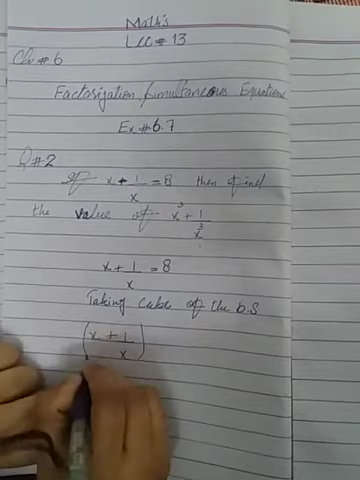 Math's
Lec # 13
Ch # 6
Factorization, Simultaneous Equations
Ex # 6.7
Q # 2
If x + 1/x = 8 then find
the value of x³ + 1/x³
x + 1/x = 8
Taking cube of the b.S
(x + 1/x)